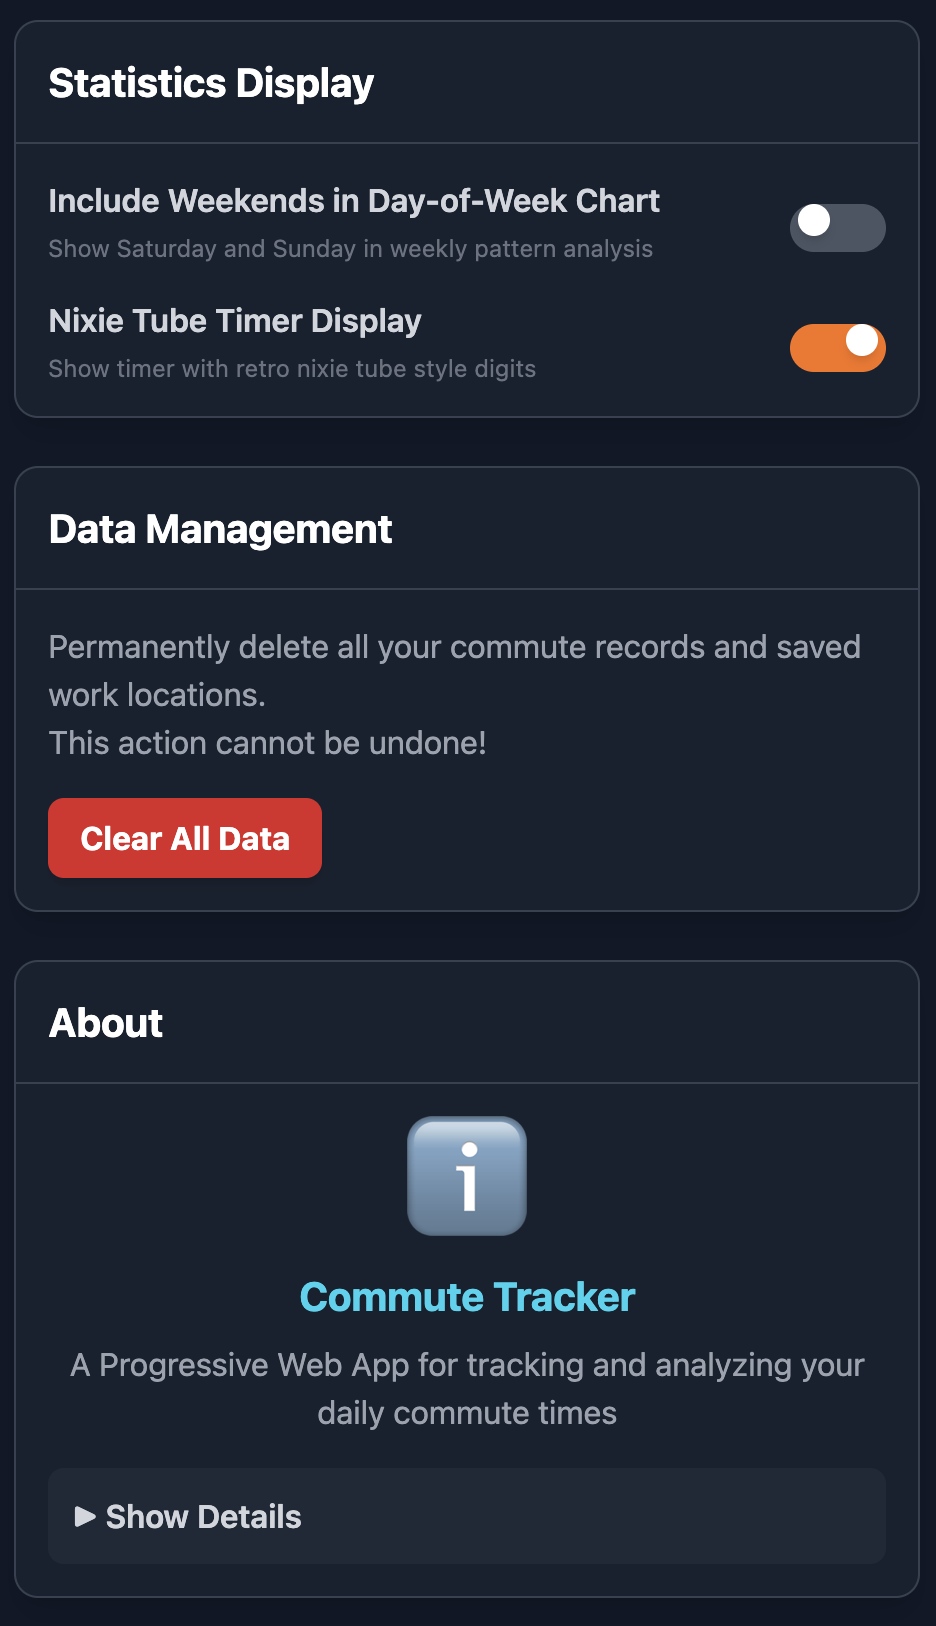 Statistics Display
Include Weekends in Day-of-Week Chart
Show Saturday and Sunday in weekly pattern analysis
Nixie Tube Timer Display
Show timer with retro nixie tube style digits
Data Management
Permanently delete all your commute records and saved
work locations.
This action cannot be undone!
Clear All Data
About
i
Commute Tracker
A Progressive Web App for tracking and analyzing your
daily commute times
▶ Show Details